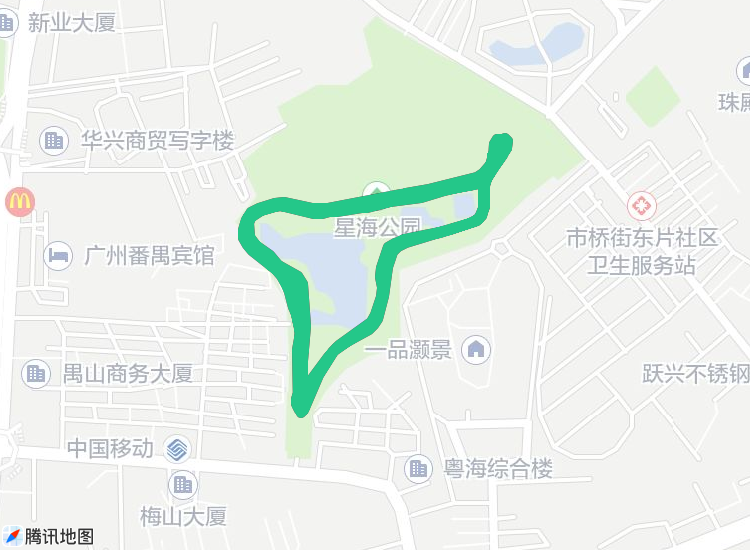 新业大厦
珠殿
华兴商贸写字楼
星海公园
市桥街东片社区
卫生服务站
广州番禺宾馆
一品灏景
禺山商务大厦
跃兴不锈钢
中国移动
粤海综合楼
梅山大厦
腾讯地图